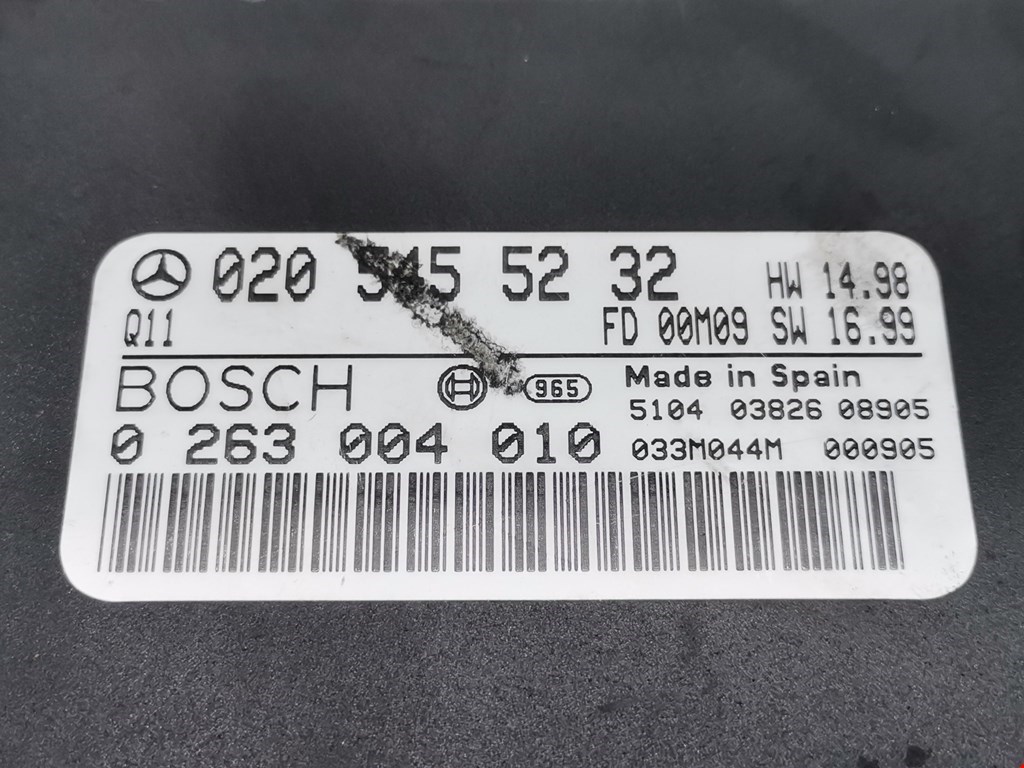 020 545 52 32 HW 14.98
Q11 FD 00M09 SW 16.99
BOSCH 965 Made in Spain
5104 03826 08905
0 263 004 010 033M044M 000905